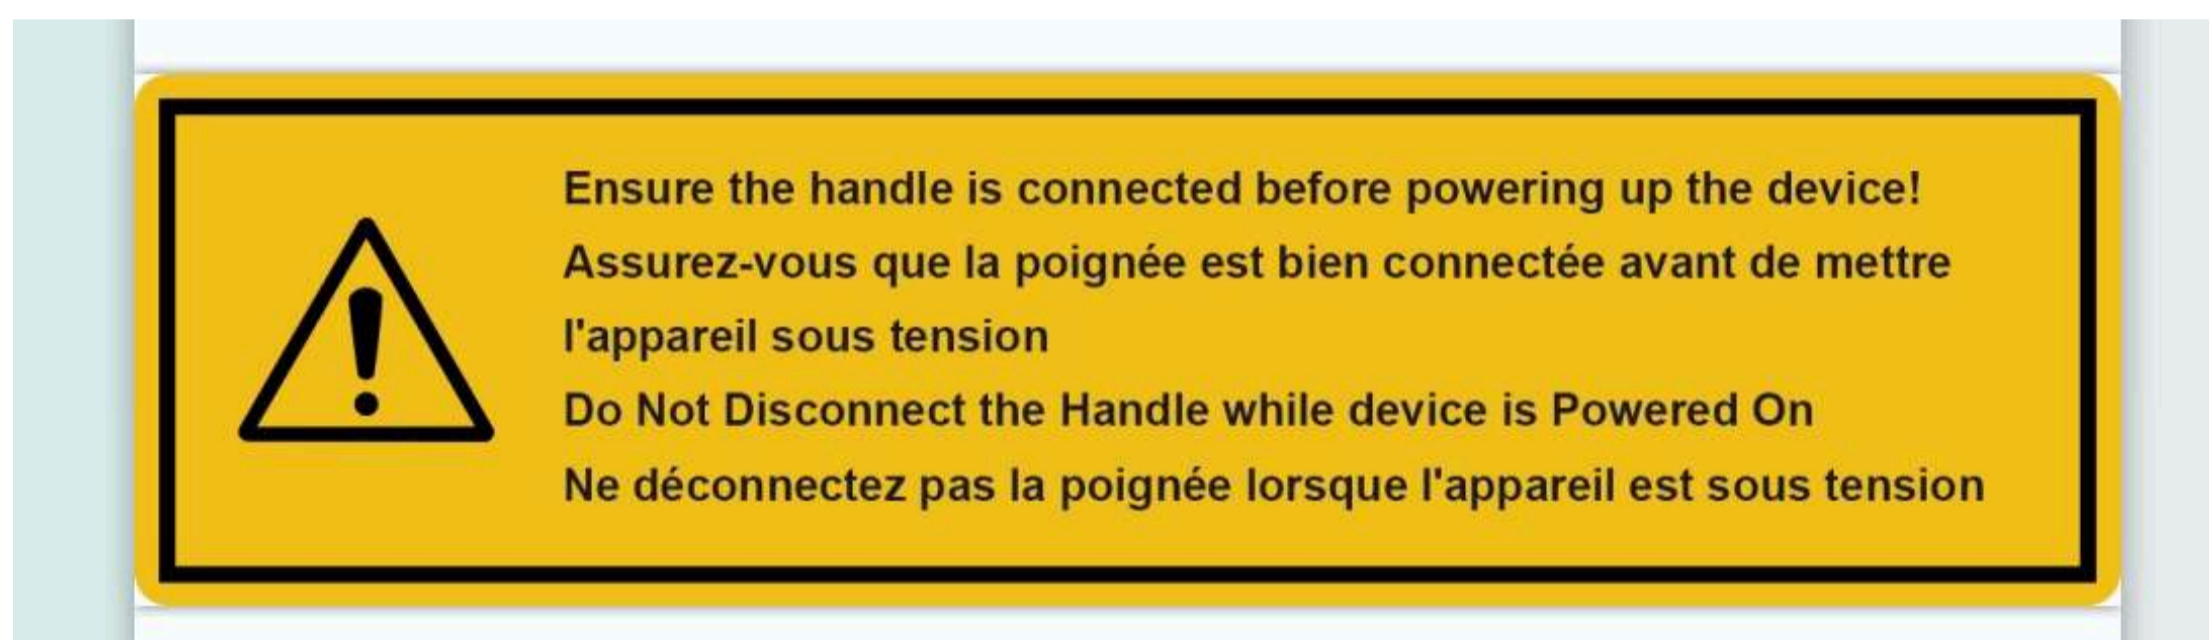 Ensure the handle is connected before powering up the device!
Assurez-vous que la poignée est bien connectée avant de mettre
l'appareil sous tension
Do Not Disconnect the Handle while device is Powered On
Ne déconnectez pas la poignée lorsque l'appareil est sous tension